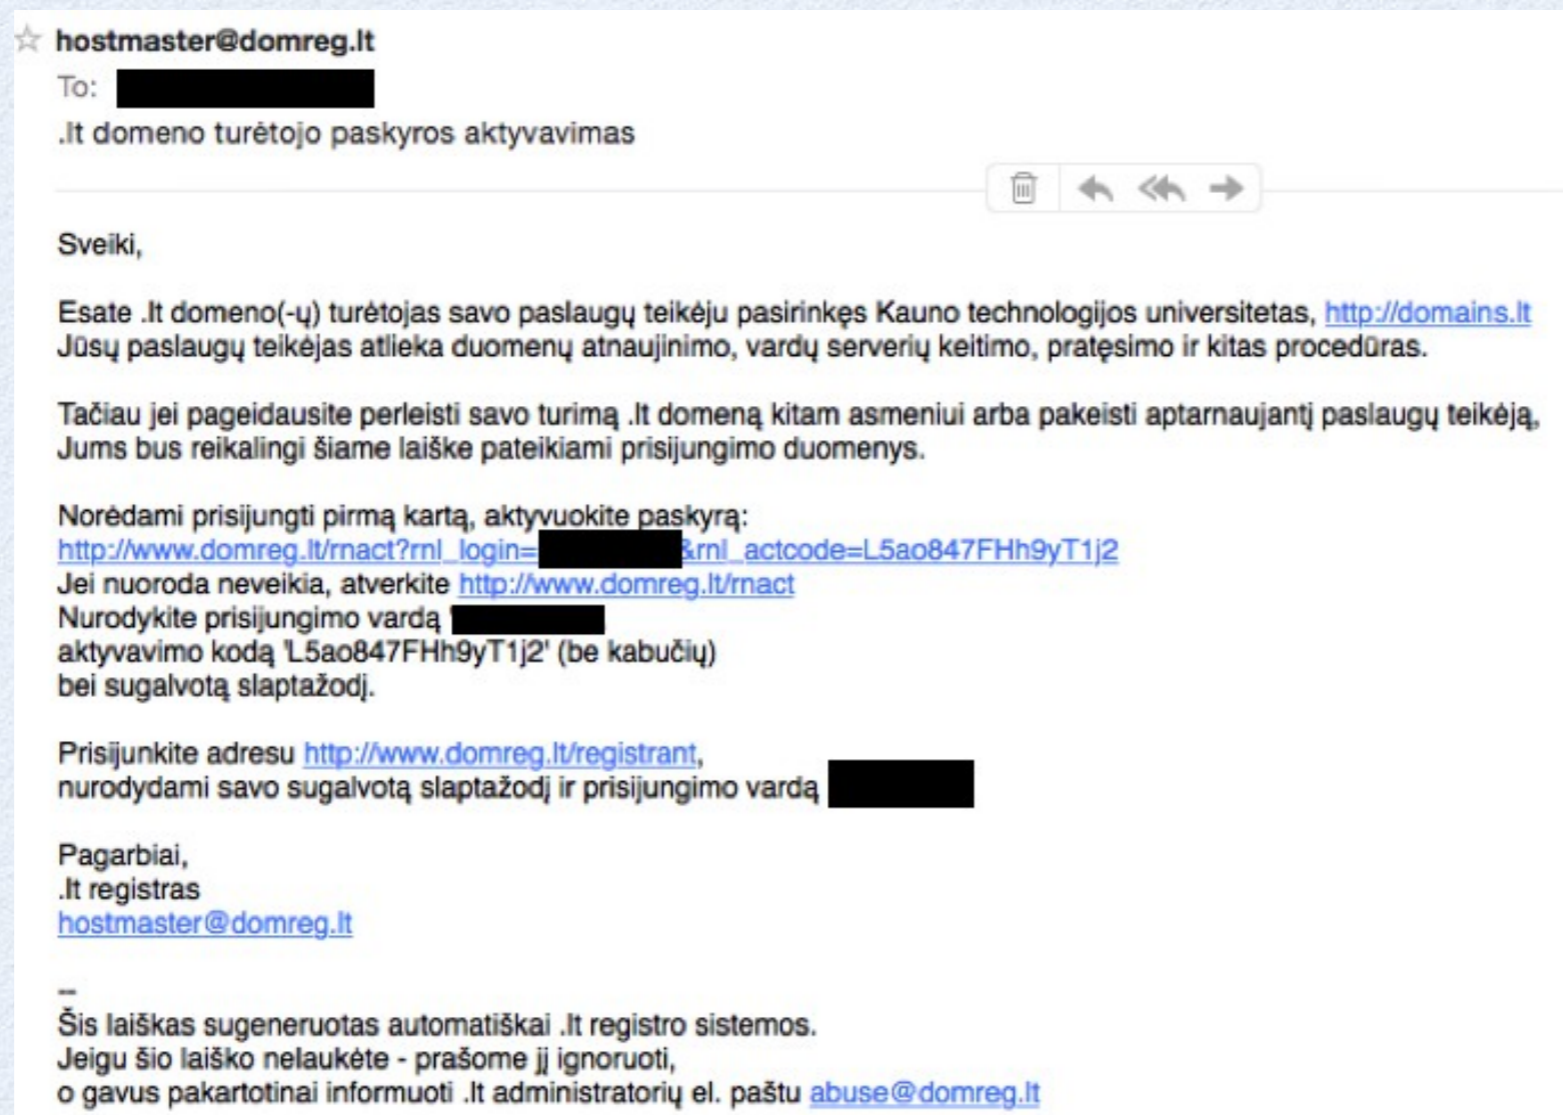 hostmaster@domreg.lt
To:
.lt domeno turėtojo paskyros aktyvavimas
Sveiki,
Esate .lt domeno(-ų) turėtojas savo paslaugų teikėju pasirinkęs Kauno technologijos universitetas, http://domains.lt
Jūsų paslaugų teikėjas atlieka duomenų atnaujinimo, vardų serverių keitimo, pratęsimo ir kitas procedūras.
Tačiau jei pageidausite perleisti savo turimą .lt domeną kitam asmeniui arba pakeisti aptarnaujantį paslaugų teikėją,
Jums bus reikalingi šiame laiške pateikiami prisijungimo duomenys.
Norėdami prisijungti pirmą kartą, aktyvuokite paskyrą:
http://www.domreg.lt/rnact?rnl_login= &rnl_actcode=L5ao847FHh9yT1j2
Jei nuoroda neveikia, atverkite http://www.domreg.lt/rnact
Nurodykite prisijungimo vardą '
aktyvavimo kodą 'L5ao847FHh9yT1j2' (be kabučių)
bei sugalvotą slaptažodį.
Prisijunkite adresu http://www.domreg.lt/registrant,
nurodydami savo sugalvotą slaptažodį ir prisijungimo vardą
Pagarbiai,
.lt registras
hostmaster@domreg.lt
--
Šis laiškas sugeneruotas automatiškai .lt registro sistemos.
Jeigu šio laiško nelaukėte - prašome jį ignoruoti,
o gavus pakartotinai informuoti .lt administratorių el. paštu abuse@domreg.lt